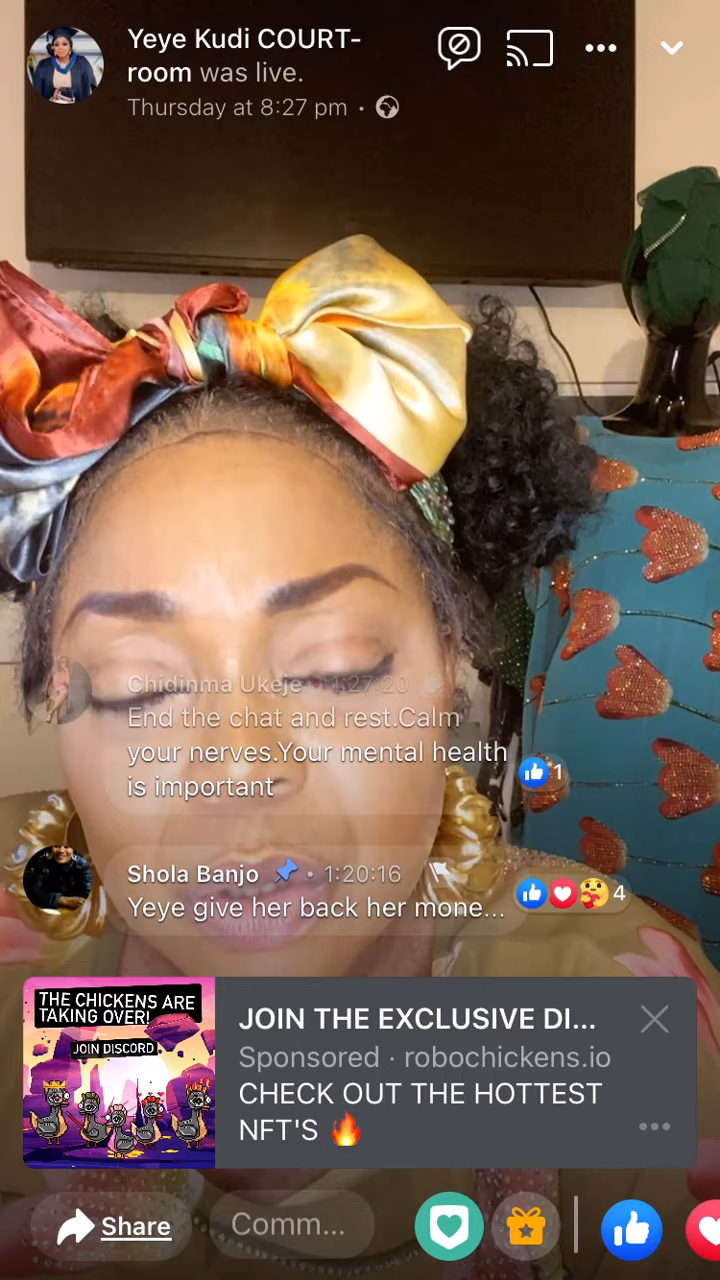 Yeye Kudi COURT-
room was live.
Thursday at 8:27 pm ·
Chidinma Ukeje • 1:27:20
End the chat and rest.Calm
your nerves.Your mental health
is important
1
Shola Banjo • 1:20:16
Yeye give her back her mone...
4
THE CHICKENS ARE
TAKING OVER!
JOIN DISCORD
JOIN THE EXCLUSIVE DI...
Sponsored · robochickens.io
CHECK OUT THE HOTTEST
NFT'S 🔥
Share
Comm...